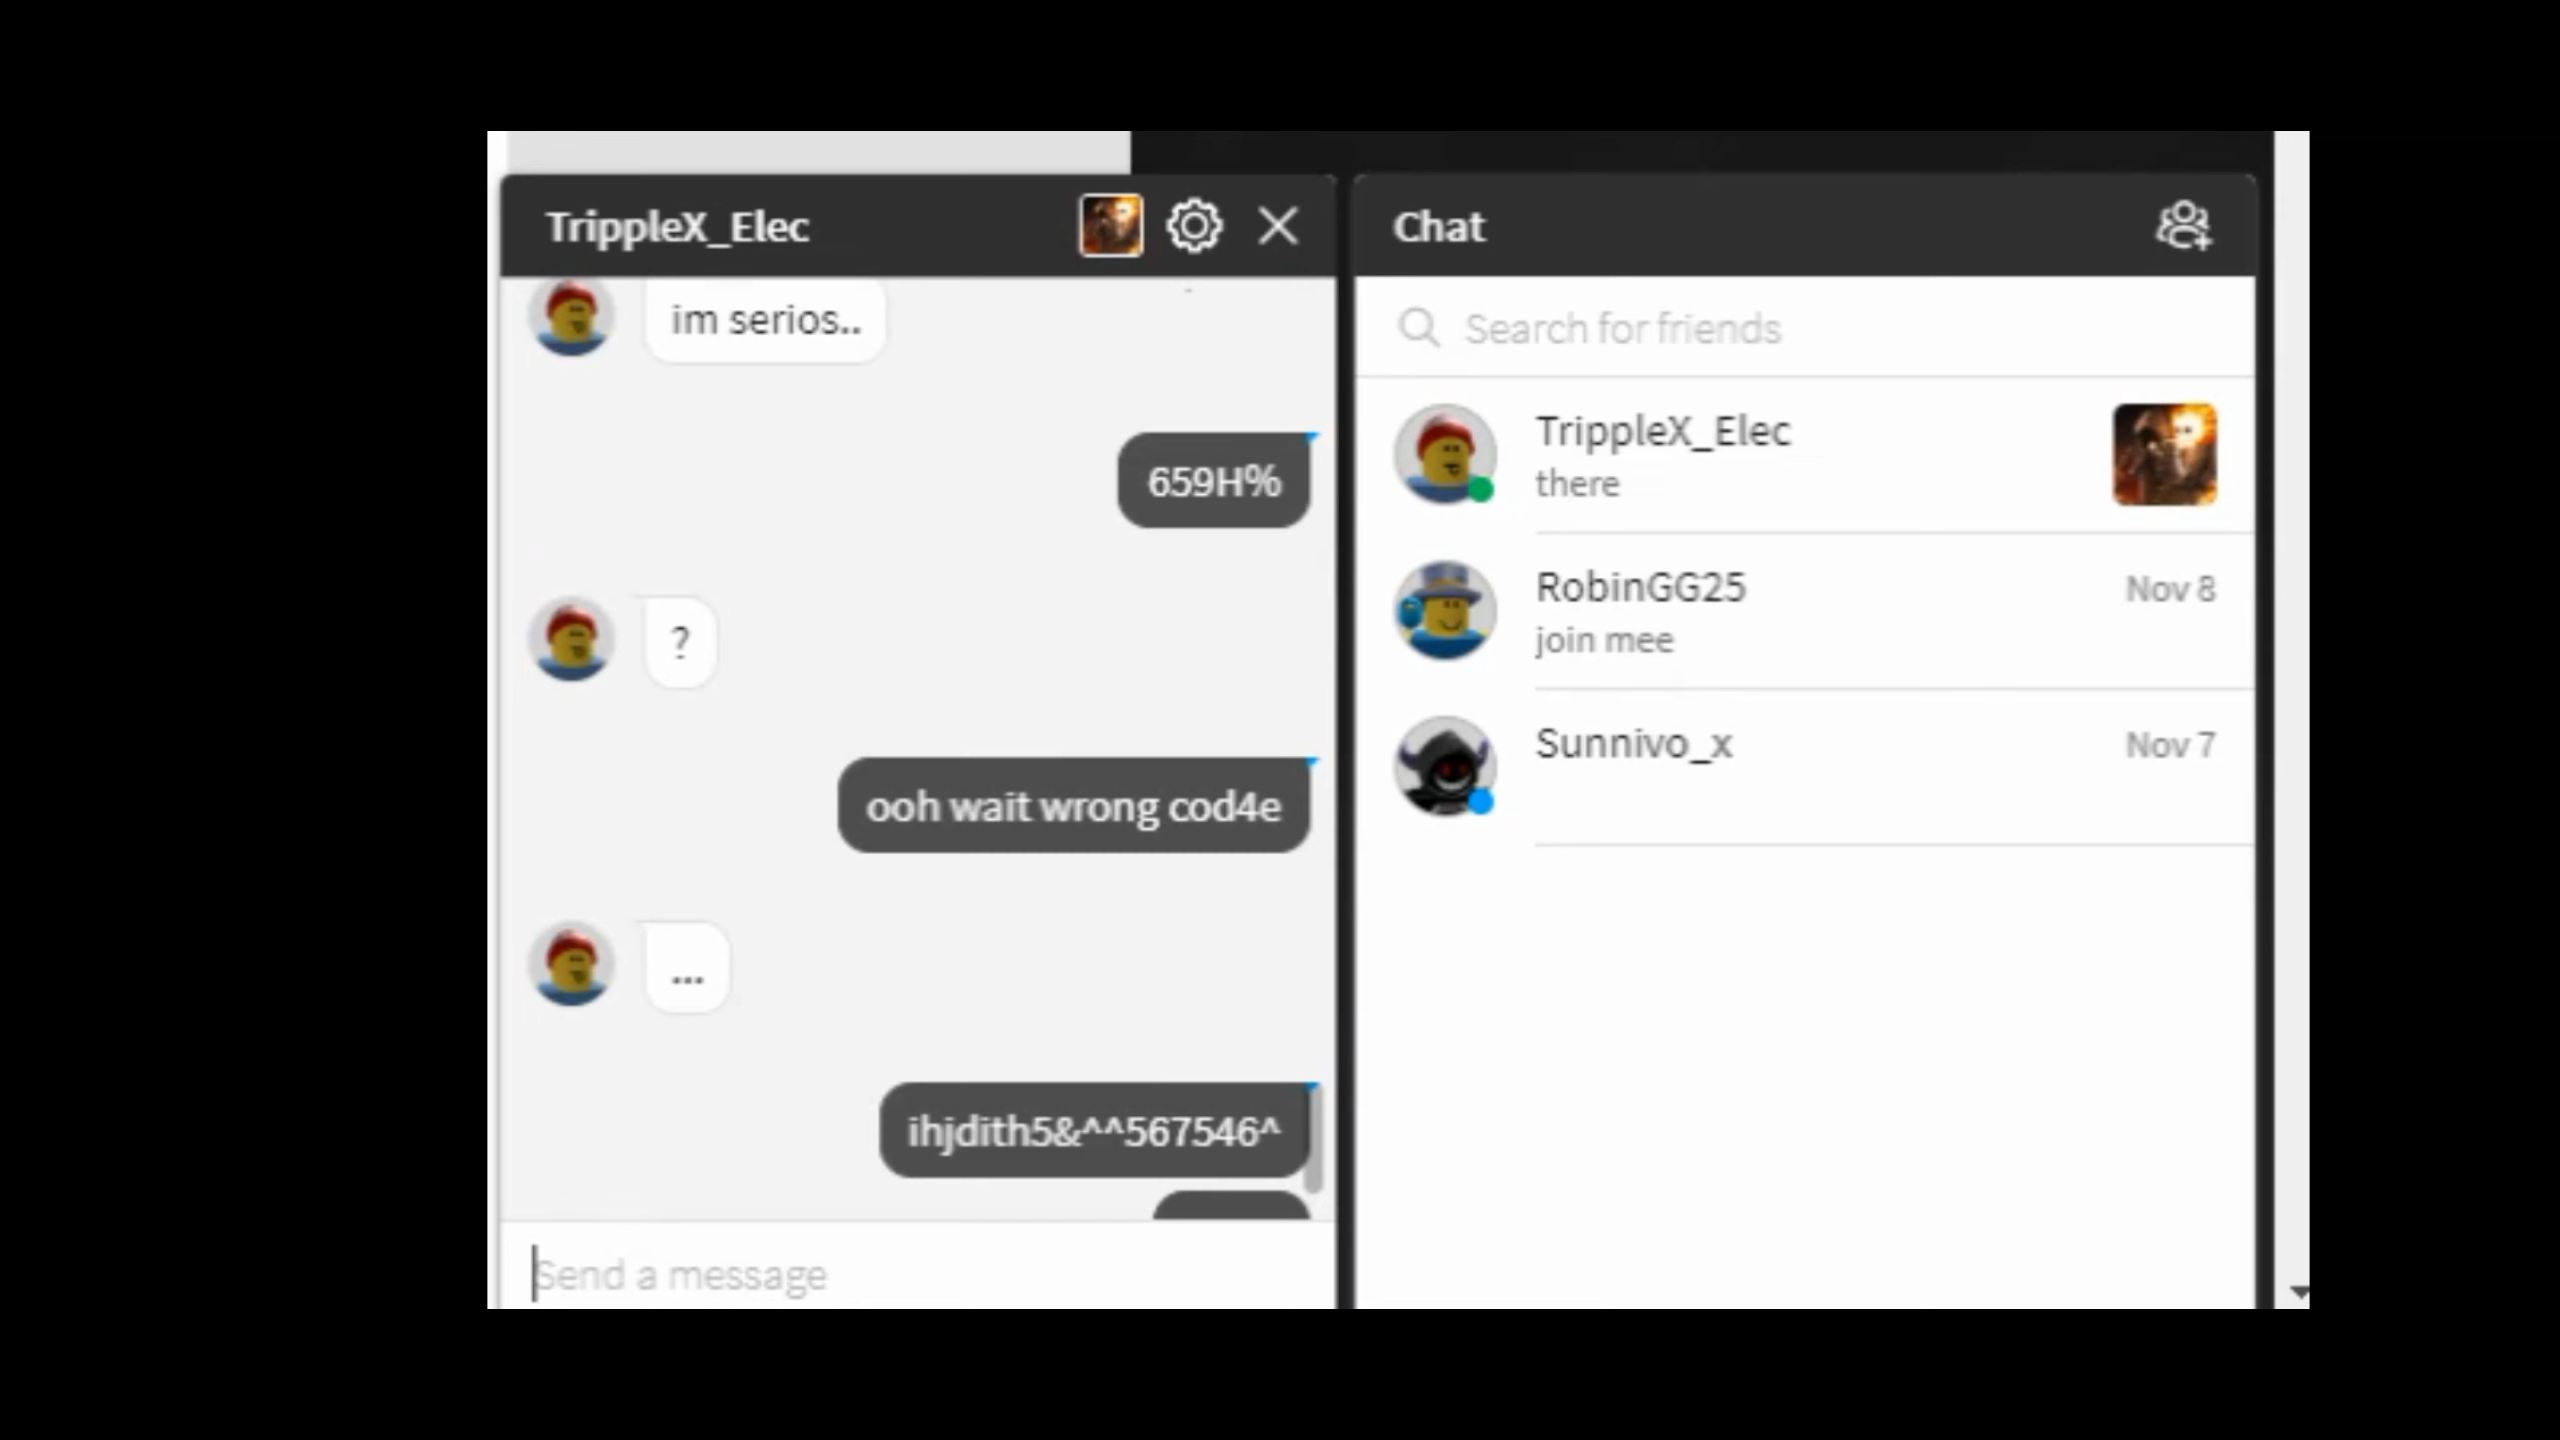 TrippleX_Elec
im serios..
659H%
?
ooh wait wrong cod4e
...
ihjdith5&^^567546^
Send a message
Chat
Search for friends
TrippleX_Elec
there
RobinGG25
Nov 8
join mee
Sunnivo_x
Nov 7